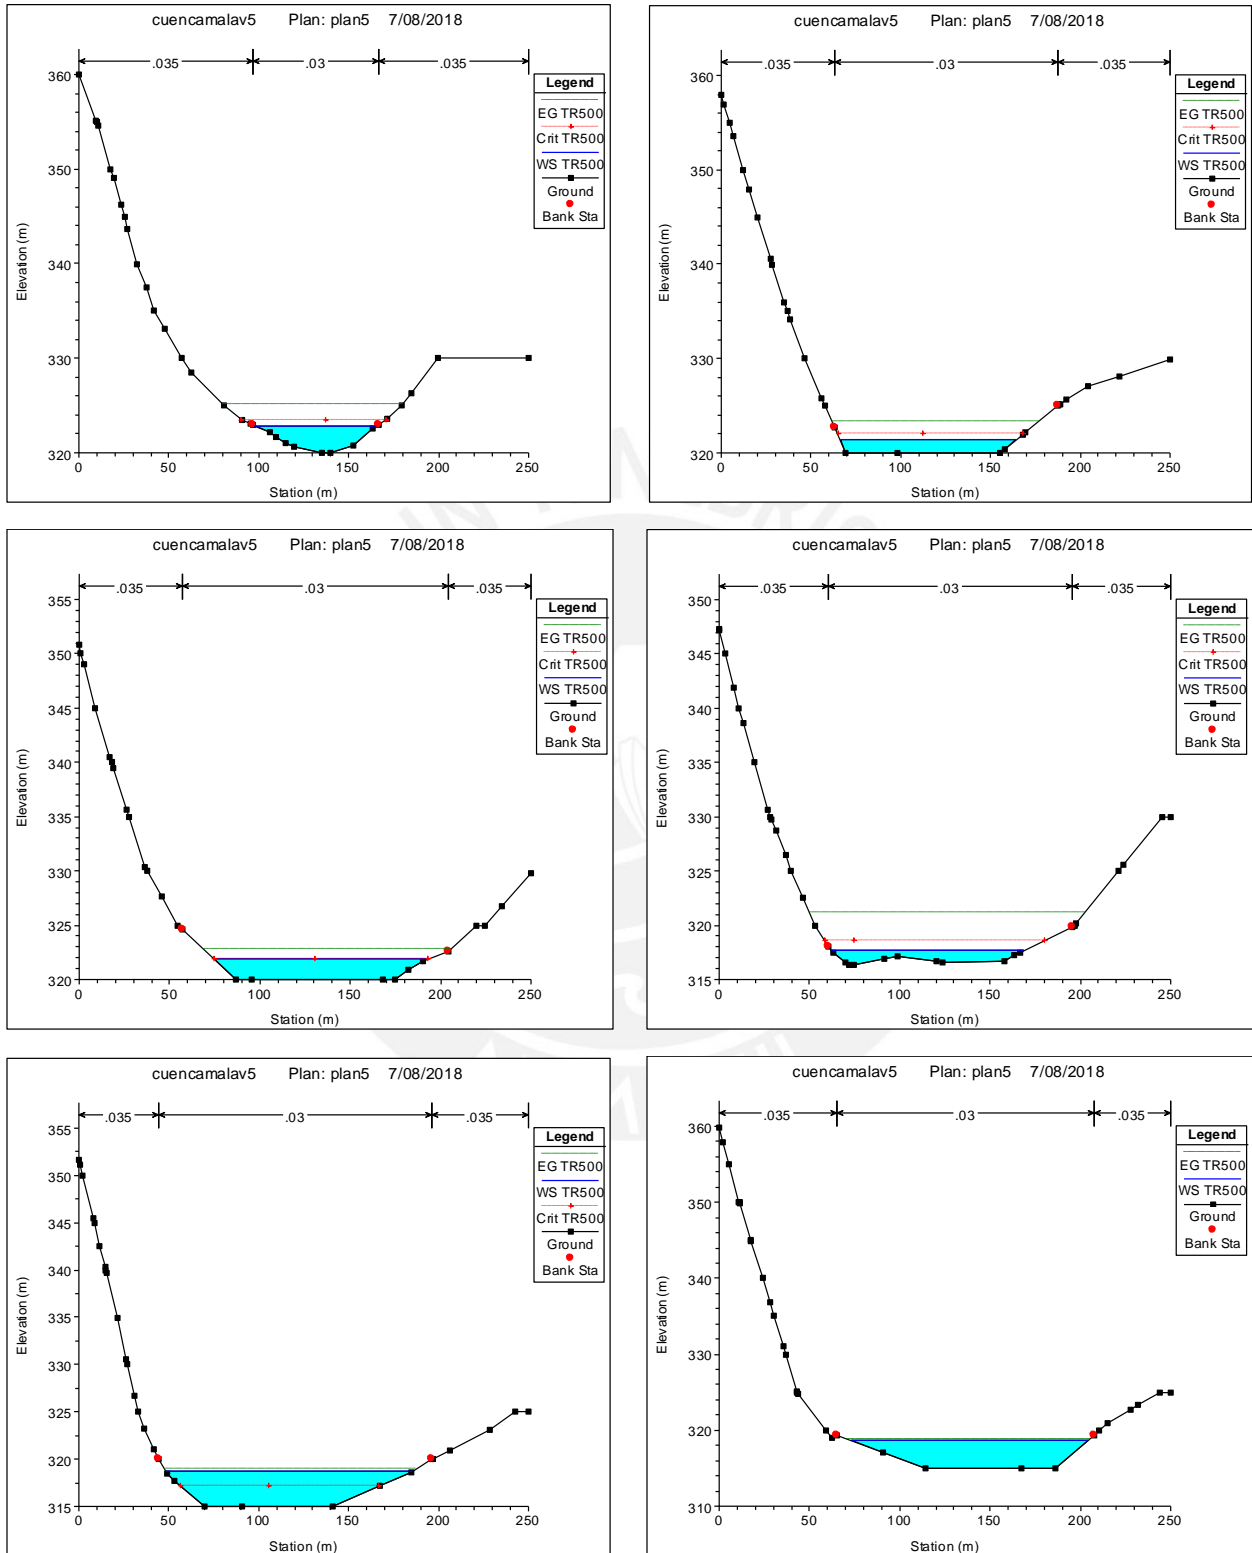 cuencamalav5 Plan: plan5 7/08/2018
.035 .03 .035
Legend
EG TR500
Crit TR500
WS TR500
Ground
Bank Sta
360
350
340
330
320
Elevation (m)
0 50 100 150 200 250
Station (m)
cuencamalav5 Plan: plan5 7/08/2018
.035 .03 .035
Legend
EG TR500
Crit TR500
WS TR500
Ground
Bank Sta
360
350
340
330
320
Elevation (m)
0 50 100 150 200 250
Station (m)
cuencamalav5 Plan: plan5 7/08/2018
.035 .03 .035
Legend
EG TR500
Crit TR500
WS TR500
Ground
Bank Sta
355
350
345
340
335
330
325
320
Elevation (m)
0 50 100 150 200 250
Station (m)
cuencamalav5 Plan: plan5 7/08/2018
.035 .03 .035
Legend
EG TR500
Crit TR500
WS TR500
Ground
Bank Sta
350
345
340
335
330
325
320
315
Elevation (m)
0 50 100 150 200 250
Station (m)
cuencamalav5 Plan: plan5 7/08/2018
.035 .03 .035
Legend
EG TR500
WS TR500
Crit TR500
Ground
Bank Sta
355
350
345
340
335
330
325
320
315
Elevation (m)
0 50 100 150 200 250
Station (m)
cuencamalav5 Plan: plan5 7/08/2018
.035 .03 .035
Legend
EG TR500
WS TR500
Ground
Bank Sta
360
350
340
330
320
310
Elevation (m)
0 50 100 150 200 250
Station (m)